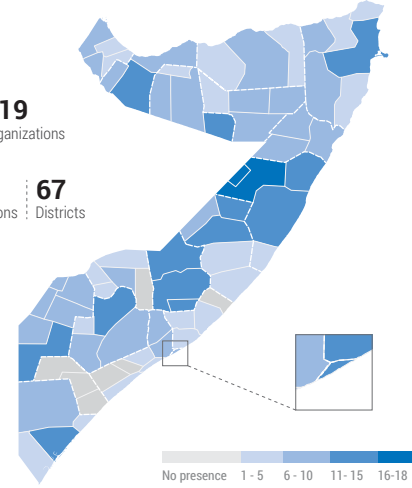 19
ganizations
67
ons
Districts
No presence
1 - 5
6 - 10
11- 15
16-18